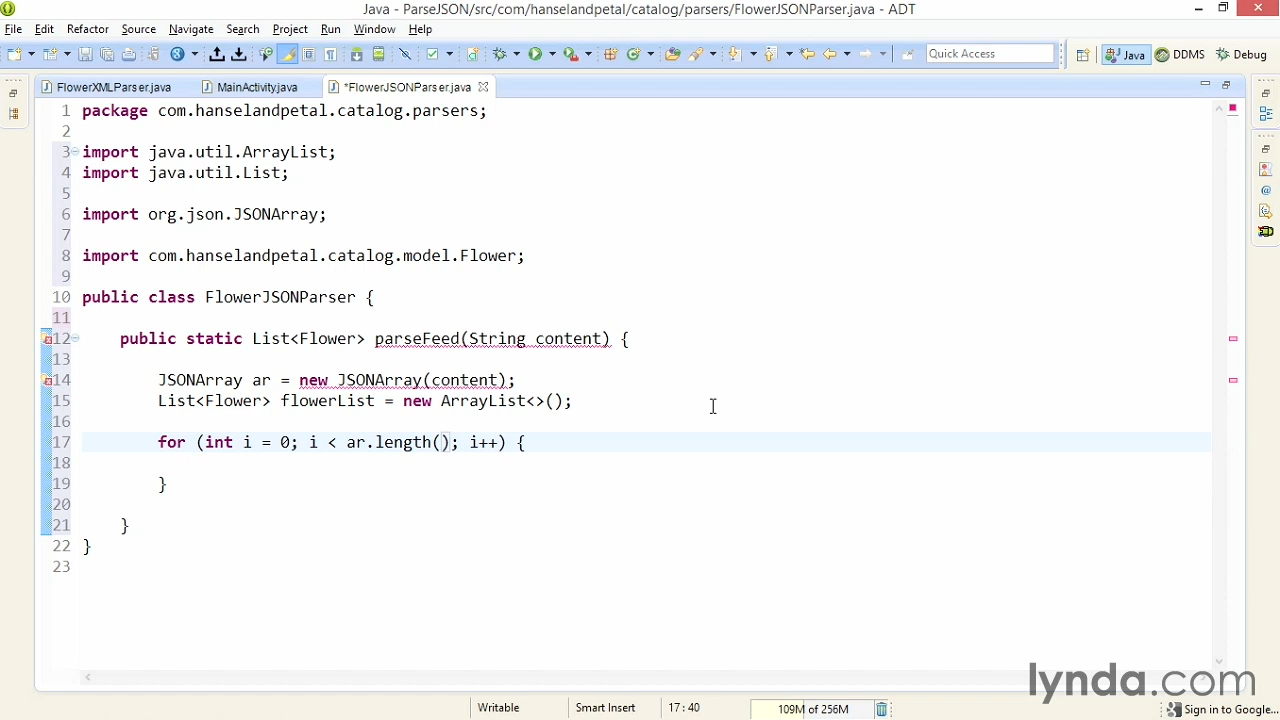 Java - ParseJSON/src/com/hanselandpetal/catalog/parsers/FlowerJSONParser.java - ADT
File Edit Refactor Source Navigate Search Project Run Window Help
Quick Access Java DDMS Debug
FlowerXMLParser.java MainActivity.java *FlowerJSONParser.java
1 package com.hanselandpetal.catalog.parsers;
2
3 import java.util.ArrayList;
4 import java.util.List;
5
6 import org.json.JSONArray;
7
8 import com.hanselandpetal.catalog.model.Flower;
9
10 public class FlowerJSONParser {
11
12 public static List<Flower> parseFeed(String content) {
13
14 JSONArray ar = new JSONArray(content);
15 List<Flower> flowerList = new ArrayList<>();
16
17 for (int i = 0; i < ar.length(); i++) {
18
19 }
20
21 }
22 }
23
lynda.com
Writable Smart Insert 17 : 40 109M of 256M Sign in to Google...